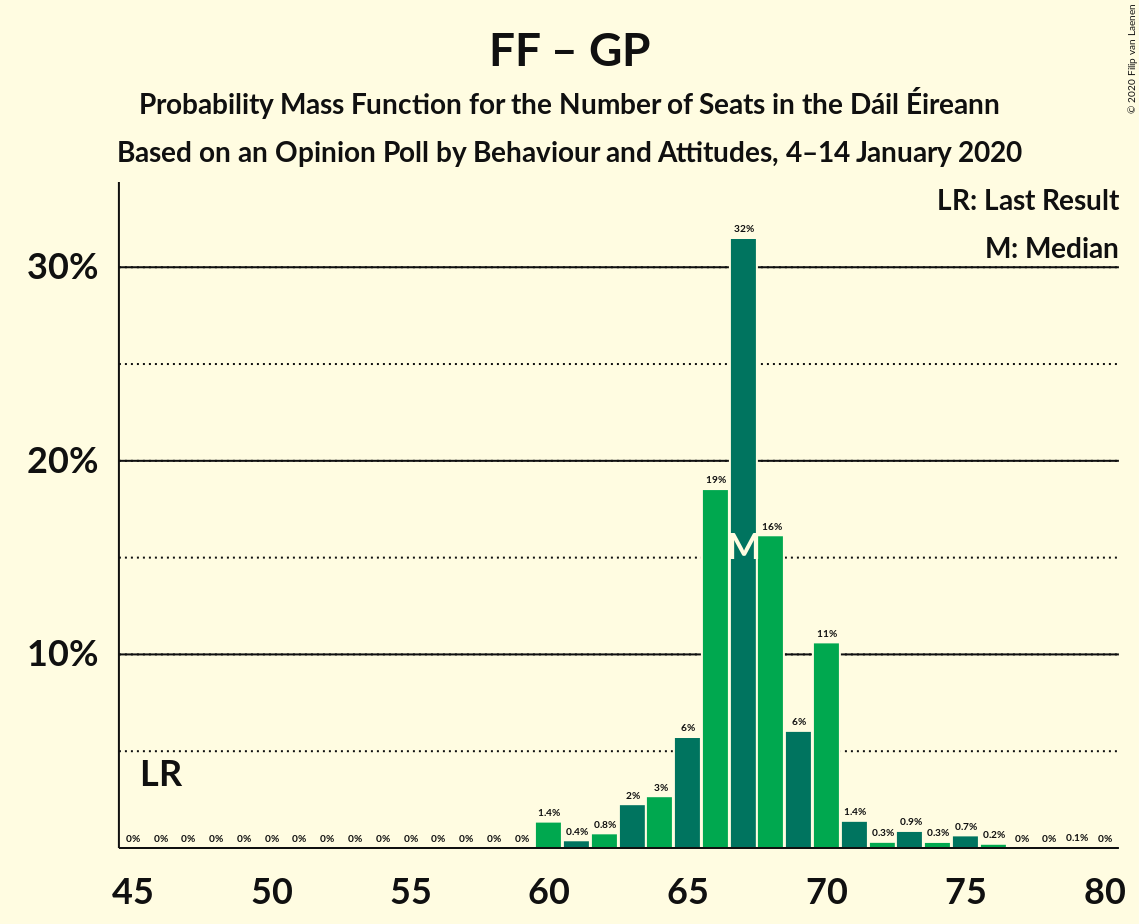 FF – GP
Probability Mass Function for the Number of Seats in the Dáil Éireann
Based on an Opinion Poll by Behaviour and Attitudes, 4–14 January 2020
© 2020 Filip van Laenen
LR: Last Result
M: Median
30%
20%
10%
LR
M
0% 0% 0% 0% 0% 0% 0% 0% 0% 0% 0% 0% 0% 0% 0% 1.4% 0.4% 0.8% 2% 3% 6% 19% 32% 16% 6% 11% 1.4% 0.3% 0.9% 0.3% 0.7% 0.2% 0% 0% 0.1% 0%
45 50 55 60 65 70 75 80